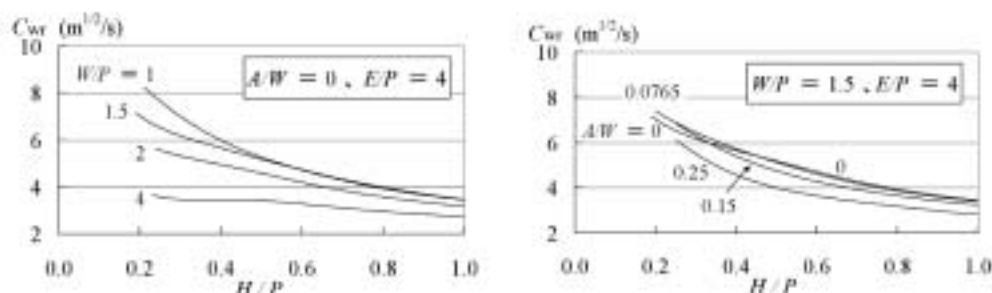 Cwr (m^1/2/s)
10
8
6
4
2
W/P = 1
1.5
2
4
A/W = 0 、E/P = 4
0.0 0.2 0.4 0.6 0.8 1.0
H / P
Cwr (m^1/2/s)
10
8
6
4
2
0.0765
A/W = 0
0.25
0.15
0
W/P = 1.5 、E/P = 4
0.0 0.2 0.4 0.6 0.8 1.0
H / P